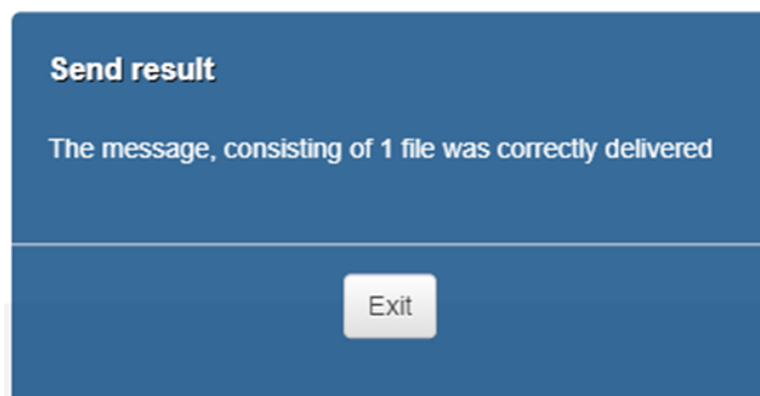 Send result
The message, consisting of 1 file was correctly delivered
Exit